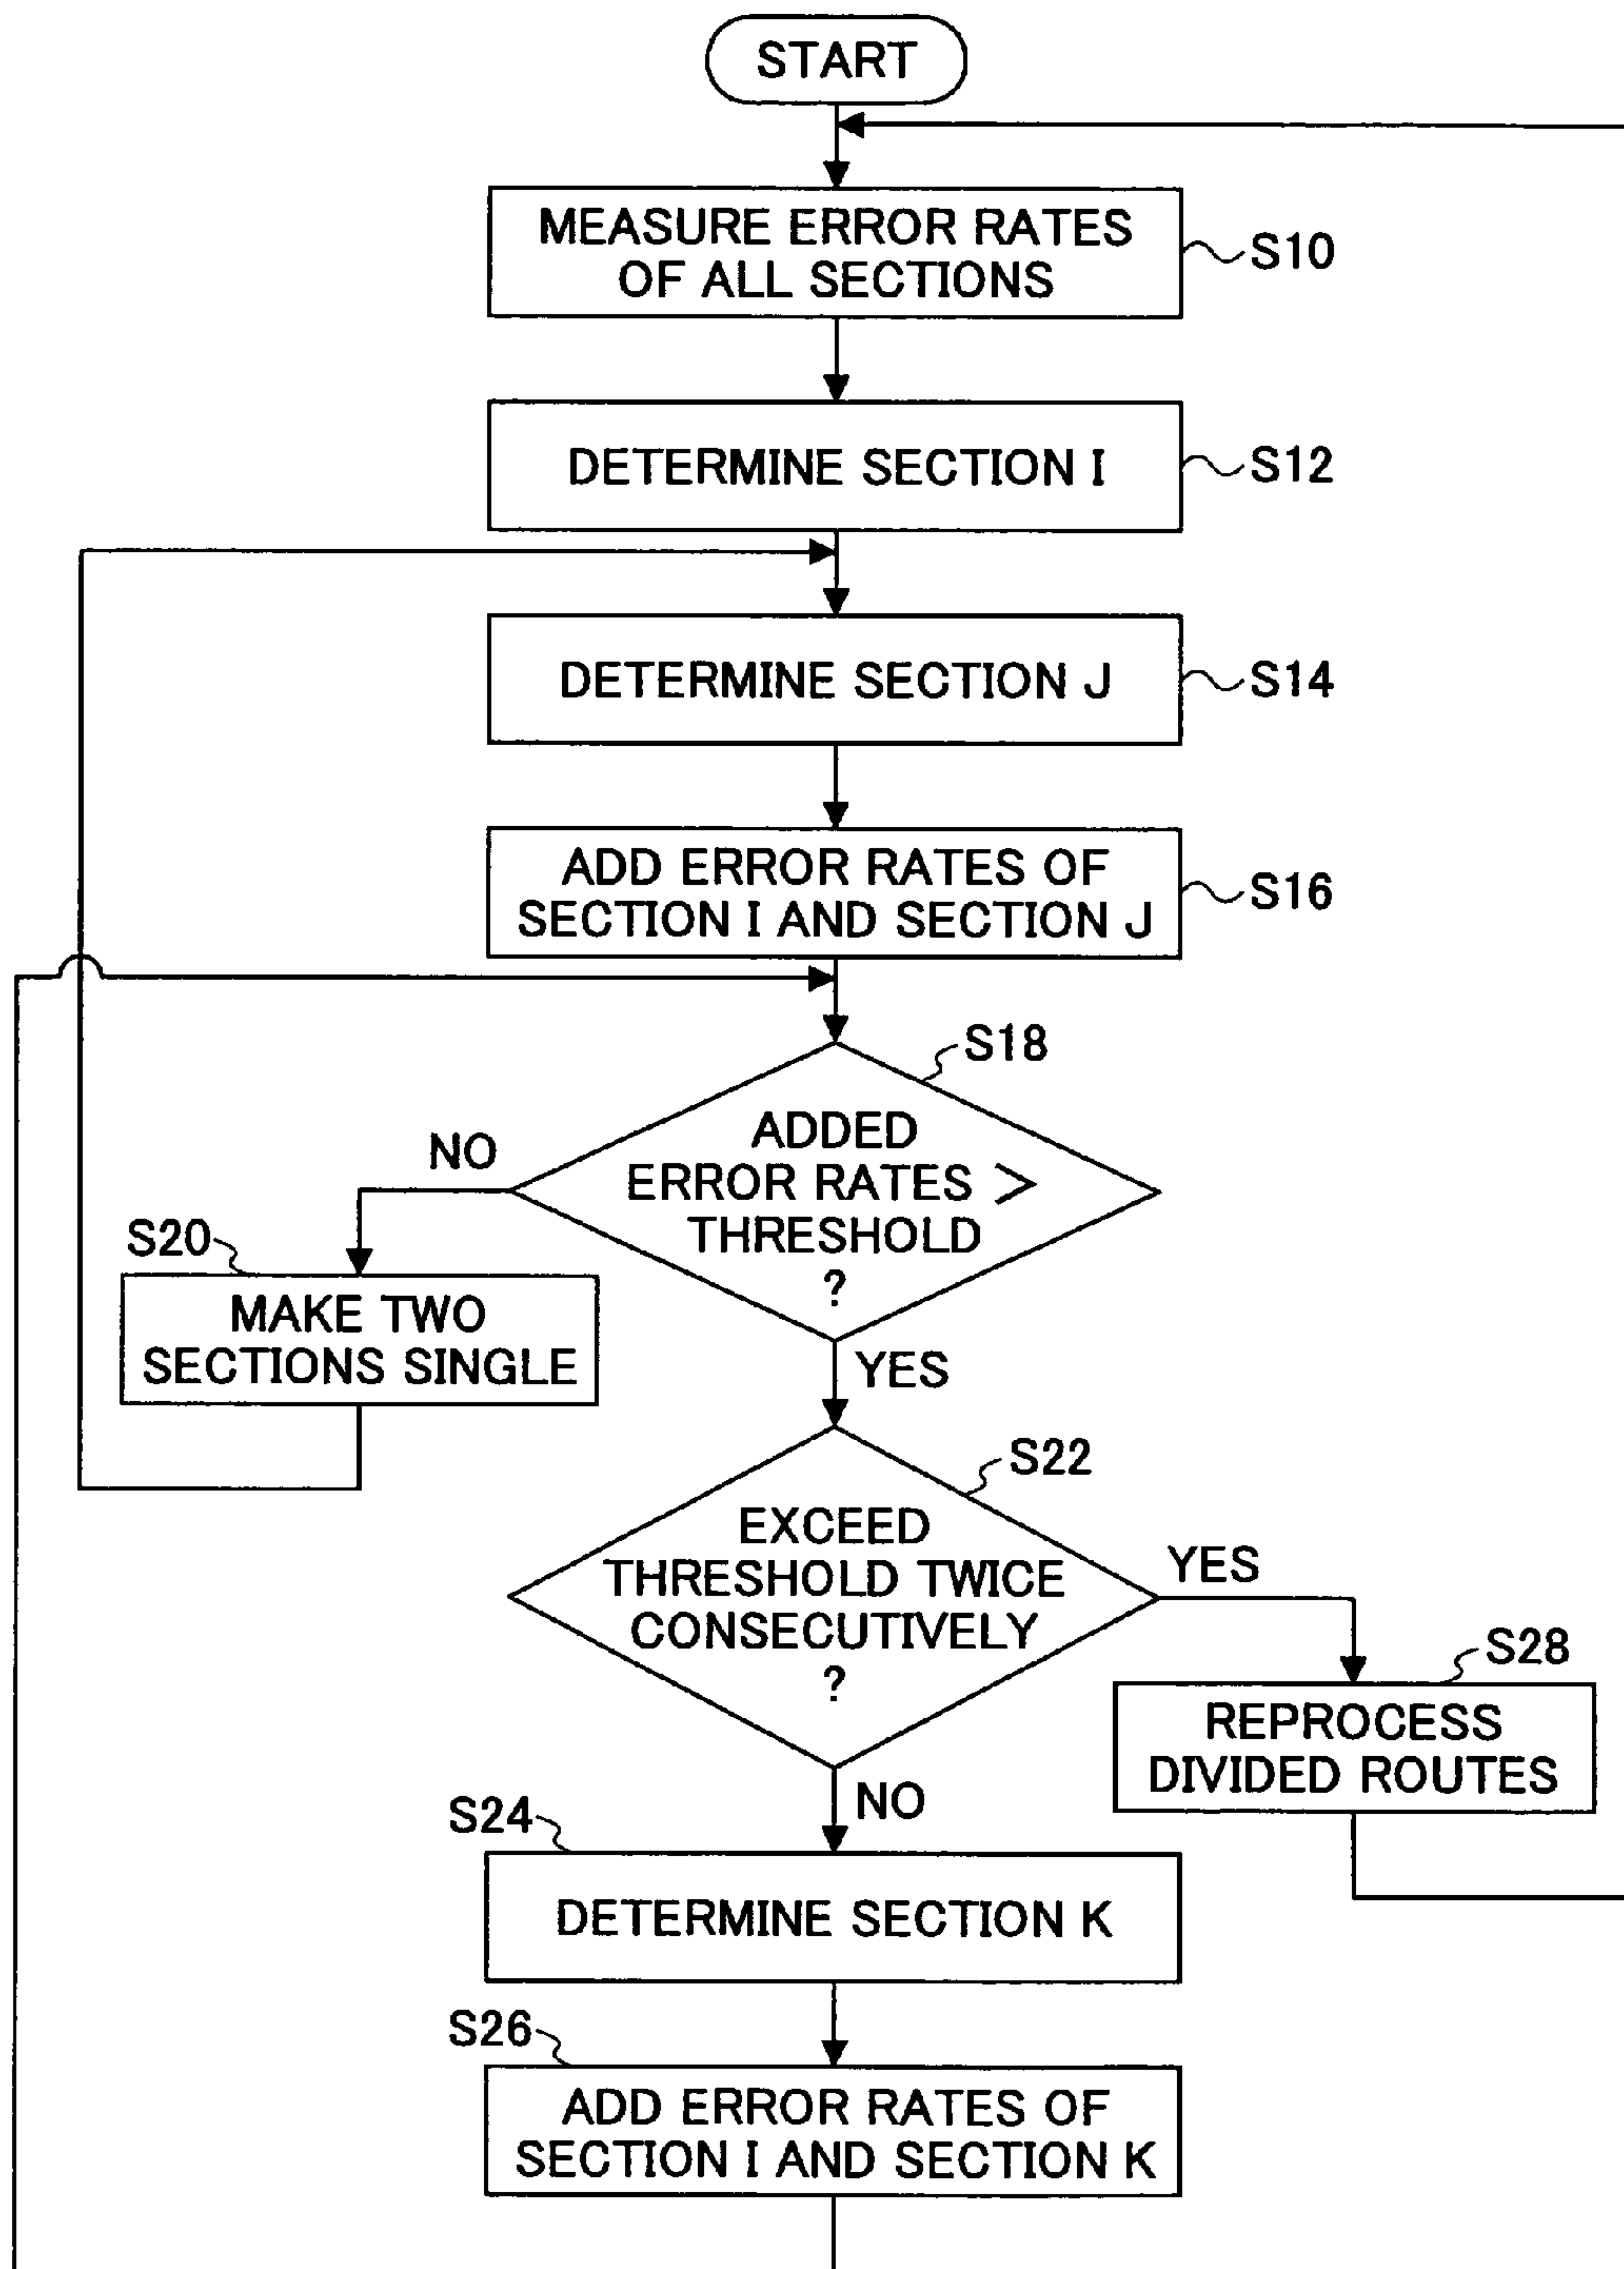 START
MEASURE ERROR RATES
OF ALL SECTIONS
S10
DETERMINE SECTION I
S12
DETERMINE SECTION J
S14
ADD ERROR RATES OF
SECTION I AND SECTION J
S16
S18
ADDED
ERROR RATES >
THRESHOLD
?
NO
S20
MAKE TWO
SECTIONS SINGLE
YES
S22
EXCEED
THRESHOLD TWICE
CONSECUTIVELY
?
YES
S28
REPROCESS
DIVIDED ROUTES
NO
S24
DETERMINE SECTION K
S26
ADD ERROR RATES OF
SECTION I AND SECTION K